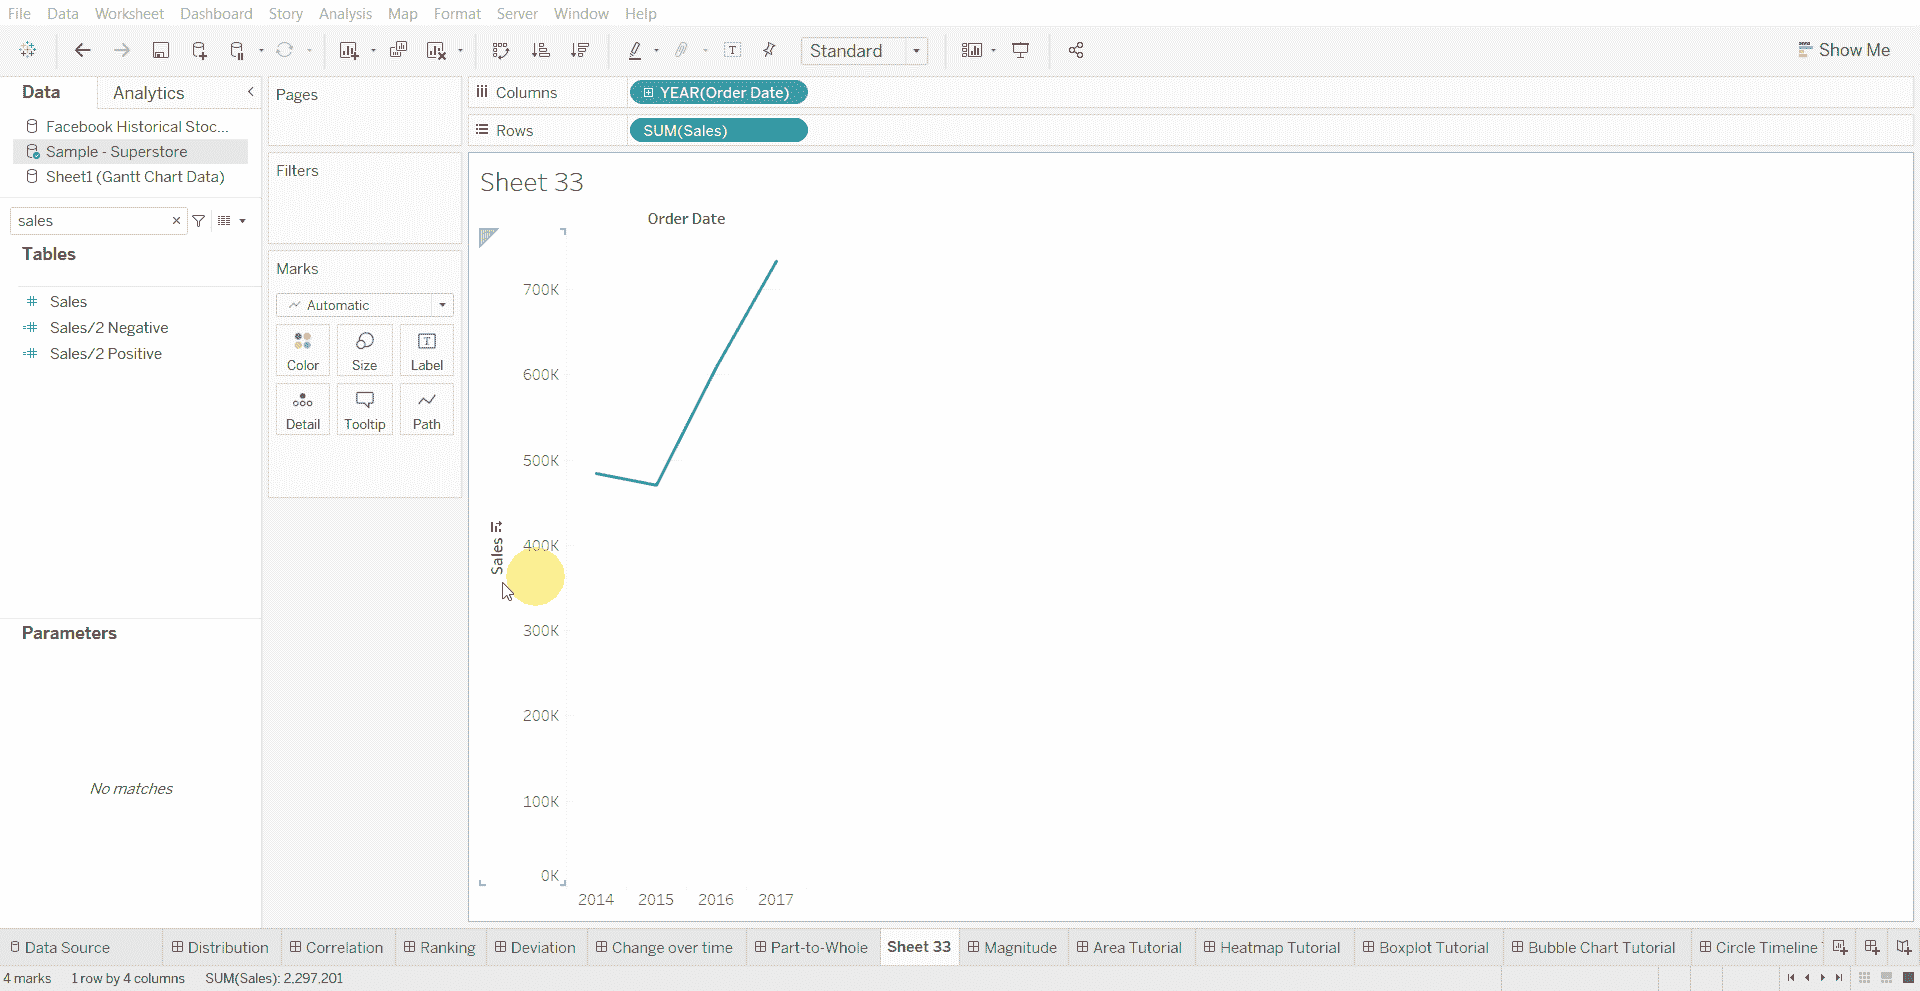 File Data Worksheet Dashboard Story Analysis Map Format Server Window Help
Standard
Show Me
Data Analytics
Facebook Historical Stoc...
Sample - Superstore
Sheet1 (Gantt Chart Data)
sales
Tables
Sales
Sales/2 Negative
Sales/2 Positive
Parameters
No matches
Pages
Filters
Marks
Automatic
Color Size Label
Detail Tooltip Path
Columns YEAR(Order Date)
Rows SUM(Sales)
Sheet 33
Order Date
Sales
700K
600K
500K
400K
300K
200K
100K
0K
2014 2015 2016 2017
Data Source Distribution Correlation Ranking Deviation Change over time Part-to-Whole Sheet 33 Magnitude Area Tutorial Heatmap Tutorial Boxplot Tutorial Bubble Chart Tutorial Circle Timeline
4 marks 1 row by 4 columns SUM(Sales): 2,297,201